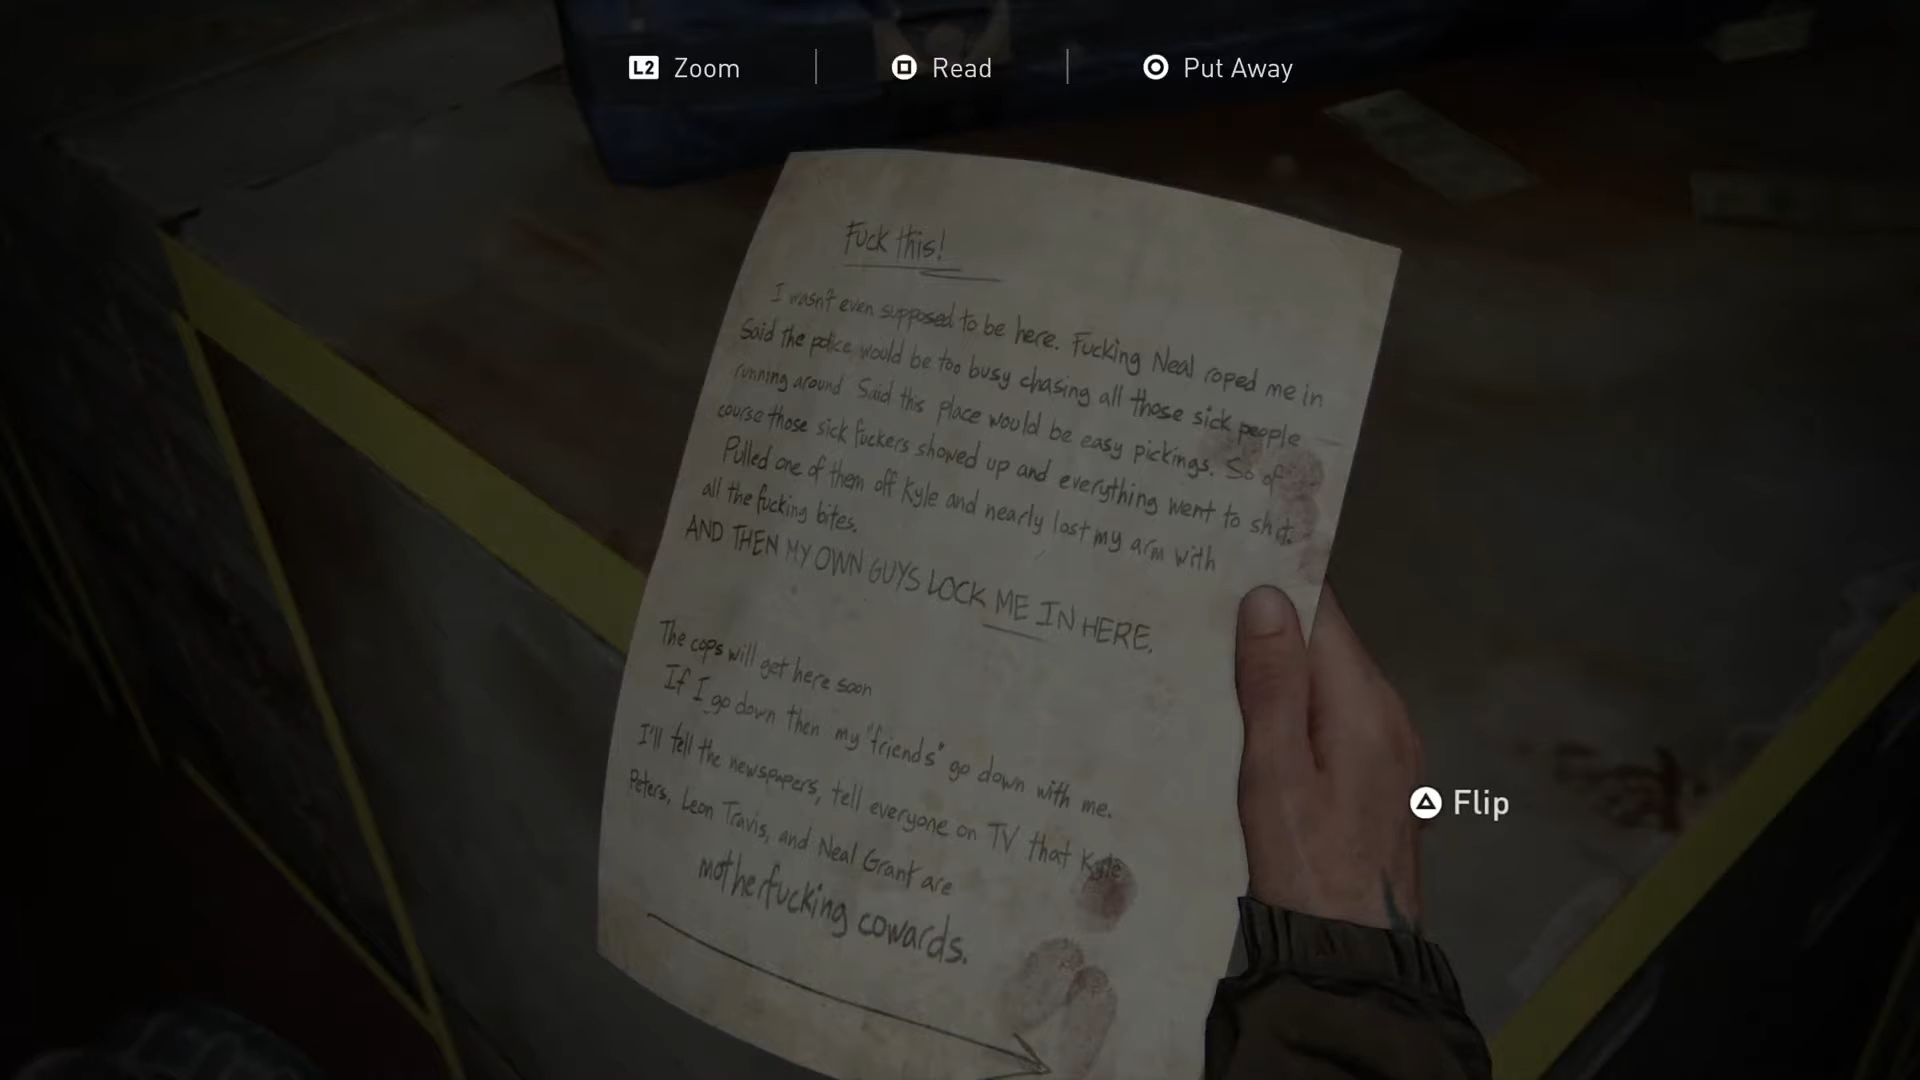 L2 Zoom | Read | Put Away
Fuck this!
I wasn't even supposed to be here. Fucking Neal roped me in
Said the police would be too busy chasing all those sick people
running around Said this place would be easy pickings. So of
course those sick fuckers showed up and everything went to shit.
Pulled one of them off Kyle and nearly lost my arm with
all the fucking bites.
AND THEN MY OWN GUYS LOCK ME IN HERE.
The cops will get here soon
If I go down then my "friends" go down with me.
I'll tell the newspapers, tell everyone on TV that Kyle
Peters, Leon Travis, and Neal Grant are
motherfucking cowards.
Flip